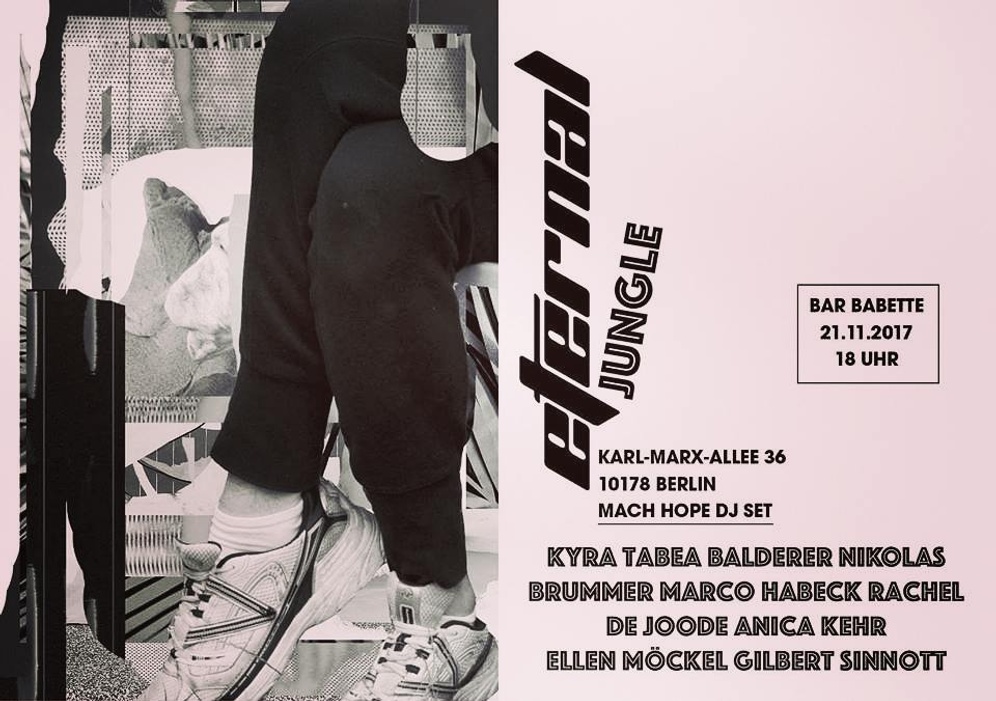 eternal
JUNGLE
BAR BABETTE
21.11.2017
18 UHR
KARL-MARX-ALLEE 36
10178 BERLIN
MACH HOPE DJ SET
KYRA TABEA BALDERER NIKOLAS
BRUMMER MARCO HABECK RACHEL
DE JOODE ANICA KEHR
ELLEN MÖCKEL GILBERT SINNOTT